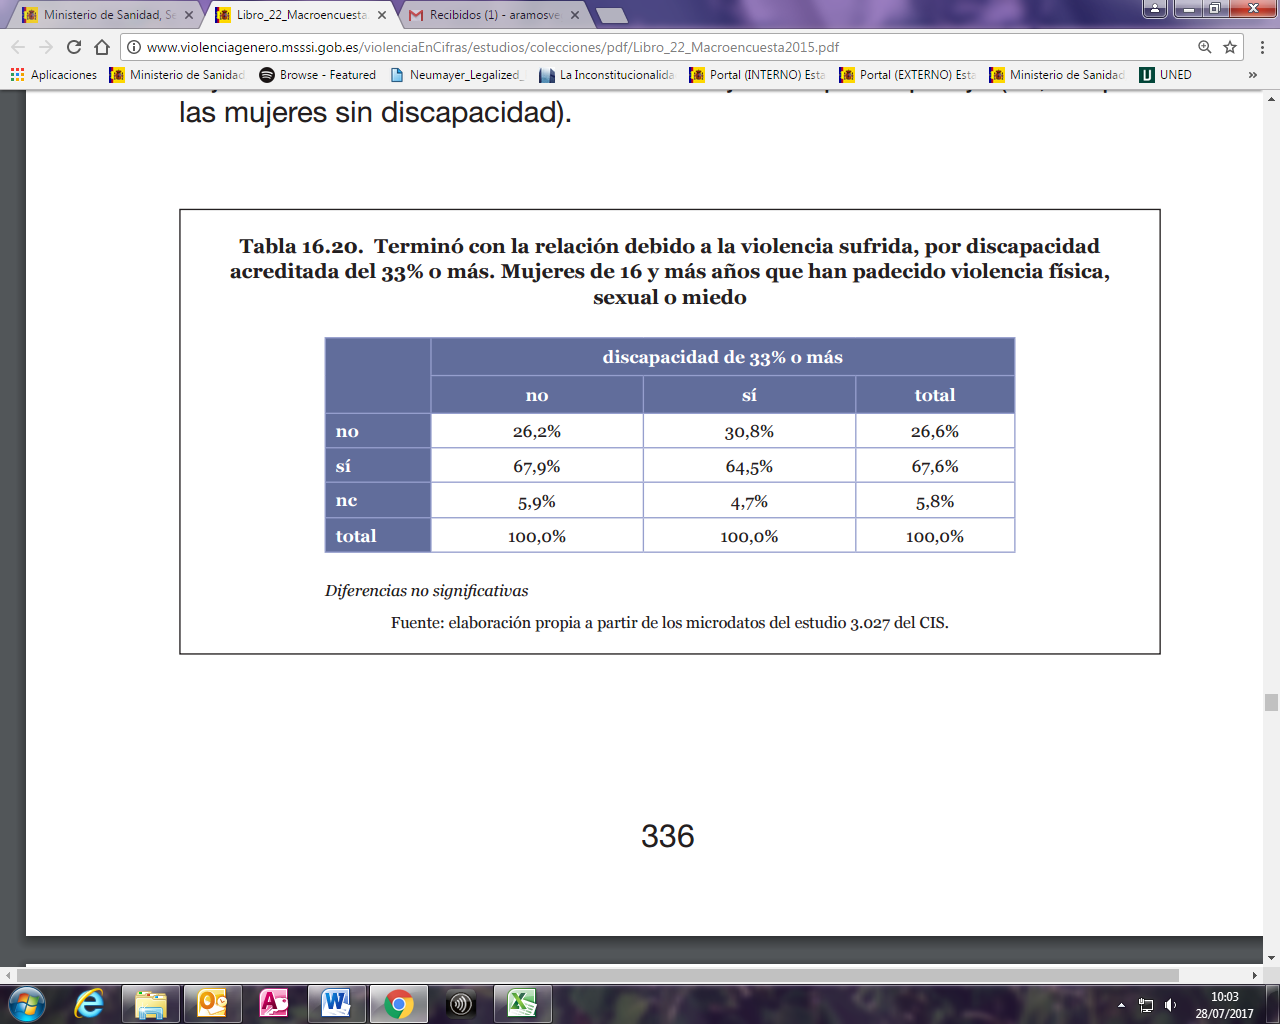 Ministerio de Sanidad, Se
Libro_22_Macroencuesta
Recibidos (1) - aramosve
www.violenciagenero.msssi.gob.es/violenciaEnCifras/estudios/colecciones/pdf/Libro_22_Macroencuesta2015.pdf
Aplicaciones Ministerio de Sanidad Browse - Featured Neumayer_Legalized_ La Inconstitucionalida Portal (INTERNO) Esta Portal (EXTERNO) Esta Ministerio de Sanidad UNED »
las mujeres sin discapacidad).
Tabla 16.20. Terminó con la relación debido a la violencia sufrida, por discapacidad
acreditada del 33% o más. Mujeres de 16 y más años que han padecido violencia física,
sexual o miedo
discapacidad de 33% o más
no sí total
no 26,2% 30,8% 26,6%
sí 67,9% 64,5% 67,6%
nc 5,9% 4,7% 5,8%
total 100,0% 100,0% 100,0%
Diferencias no significativas
Fuente: elaboración propia a partir de los microdatos del estudio 3.027 del CIS.
336
10:03
28/07/2017